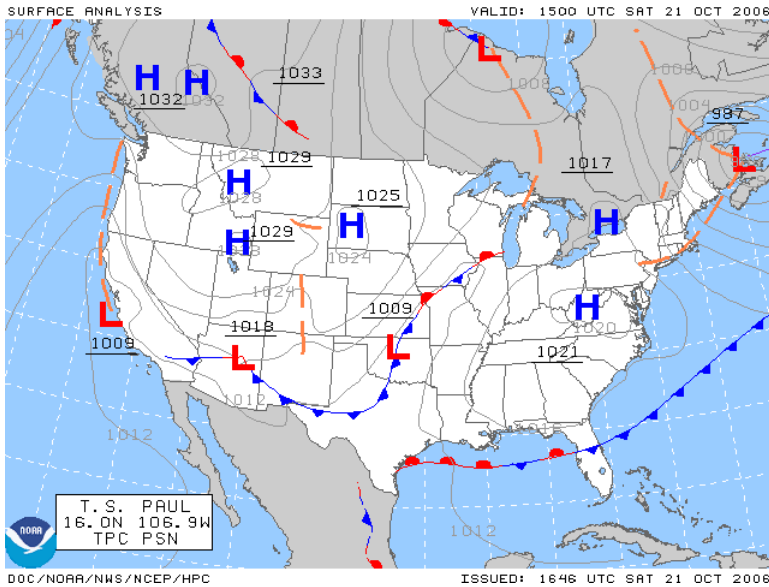 SURFACE ANALYSIS
VALID: 1500 UTC SAT 21 OCT 2006
H
H
1032
1032
1033
L
1008
1008
1004
987
L
1028
1029
H
1028
1025
H
1024
1017
H
H
1029
1028
1024
L
1009
1018
L
1012
1009
L
H
1020
1021
1012
1016
1012
T.S. PAUL
16.0N 106.9W
TPC PSN
NOAA
DOC/NOAA/NWS/NCEP/HPC
ISSUED: 1646 UTC SAT 21 OCT 2006